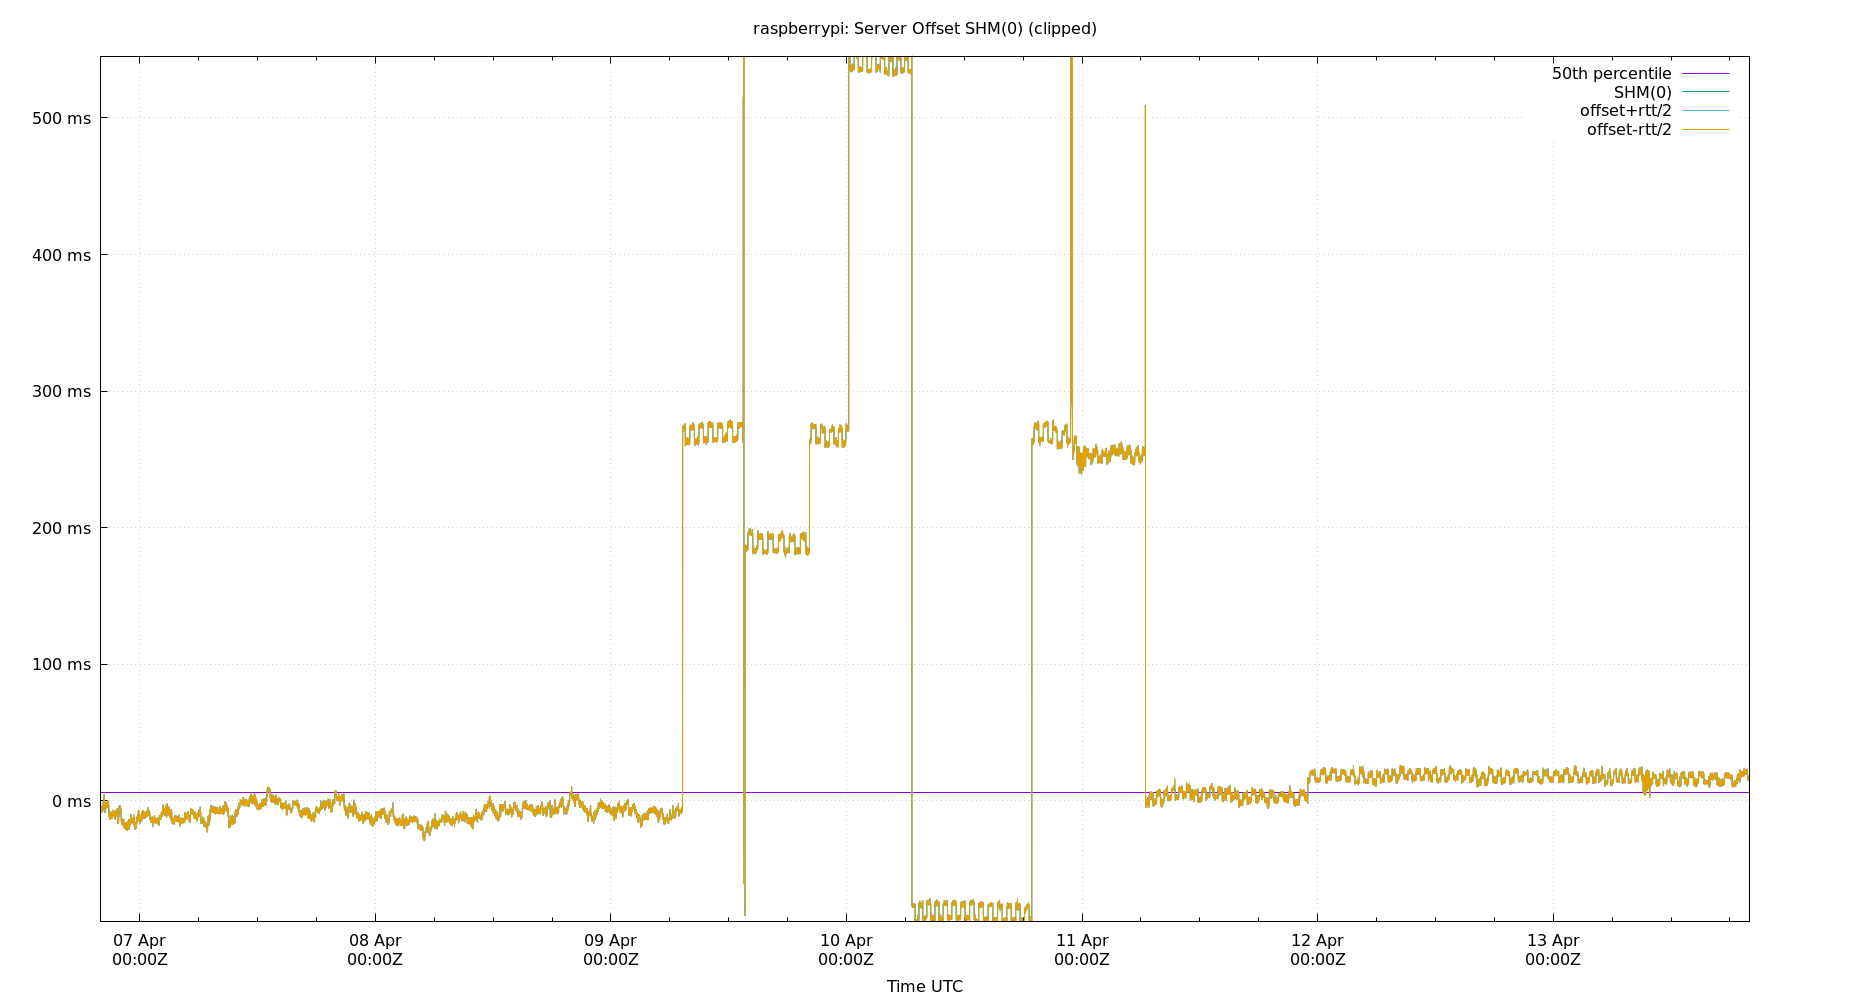 raspberrypi: Server Offset SHM(0) (clipped)
50th percentile
SHM(0)
offset+rtt/2
offset-rtt/2
500 ms
400 ms
300 ms
200 ms
100 ms
0 ms
07 Apr 08 Apr 09 Apr 10 Apr 11 Apr 12 Apr 13 Apr
00:00Z 00:00Z 00:00Z 00:00Z 00:00Z 00:00Z 00:00Z
Time UTC